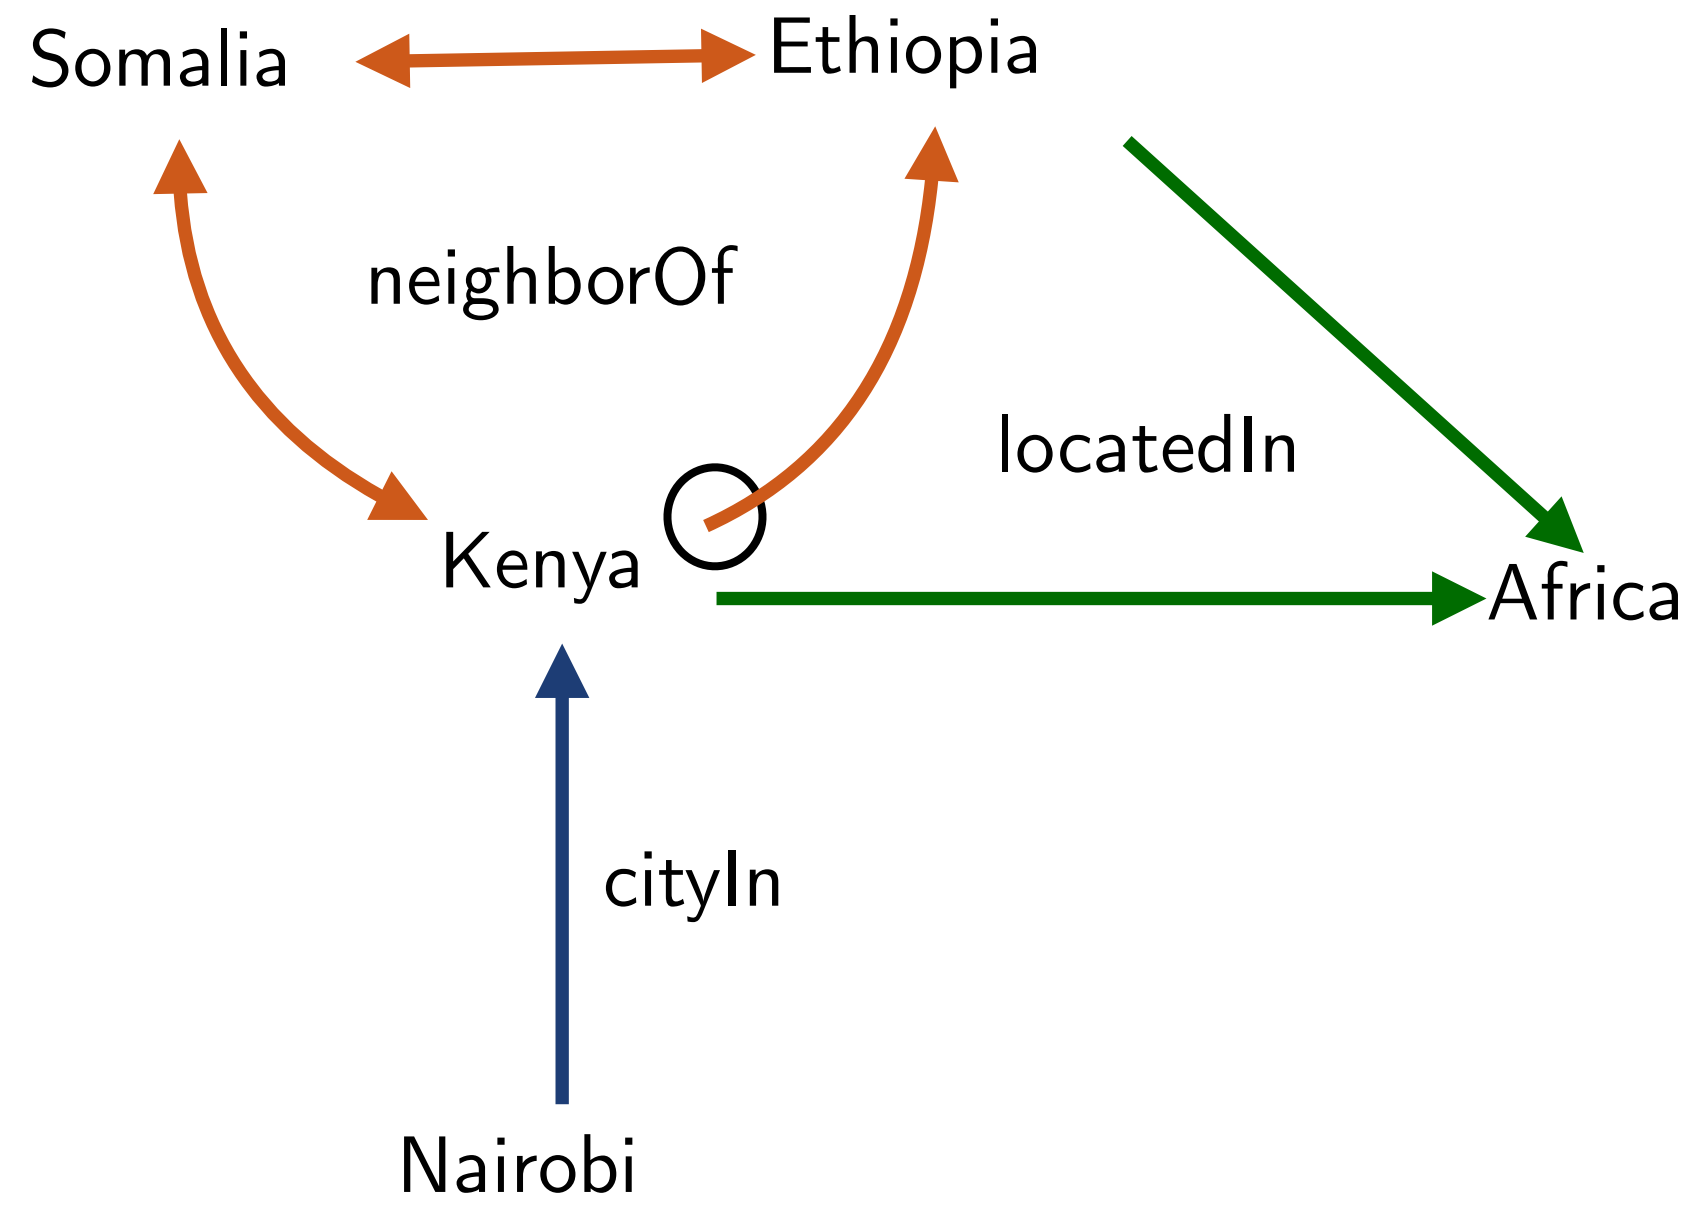 Somalia
Ethiopia
neighborOf
locatedIn
Kenya
Africa
cityIn
Nairobi